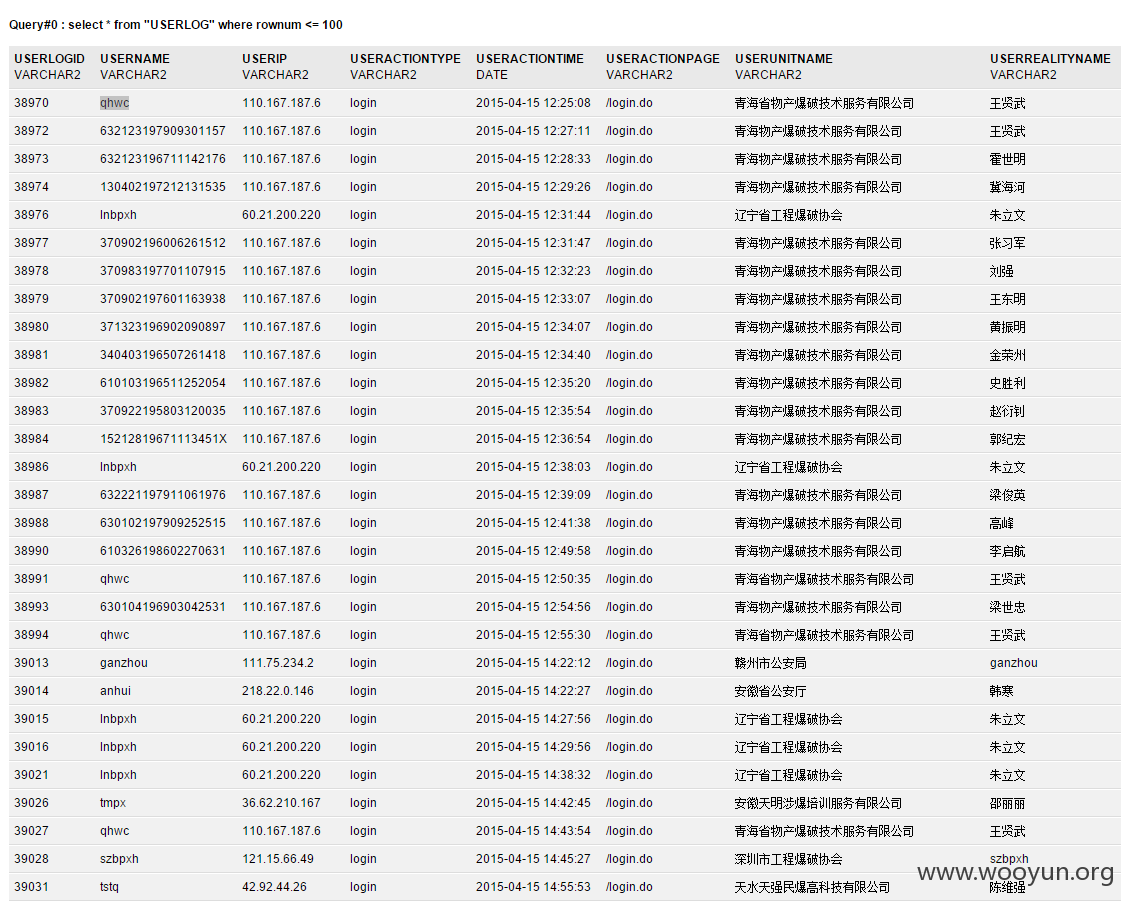 Query#0 : select * from "USERLOG" where rownum <= 100
USERLOGID USERNAME USERIP USERACTIONTYPE USERACTIONTIME USERACTIONPAGE USERUNITNAME USERREALITYNAME
VARCHAR2 VARCHAR2 VARCHAR2 VARCHAR2 DATE VARCHAR2 VARCHAR2 VARCHAR2
38970 qhwc 110.167.187.6 login 2015-04-15 12:25:08 /login.do 青海省物产爆破技术服务有限公司 王贤武
38972 632123197909301157 110.167.187.6 login 2015-04-15 12:27:11 /login.do 青海物产爆破技术服务有限公司 王贤武
38973 632123196711142176 110.167.187.6 login 2015-04-15 12:28:33 /login.do 青海物产爆破技术服务有限公司 霍世明
38974 130402197212131535 110.167.187.6 login 2015-04-15 12:29:26 /login.do 青海物产爆破技术服务有限公司 冀海河
38976 lnbpxh 60.21.200.220 login 2015-04-15 12:31:44 /login.do 辽宁省工程爆破协会 朱立文
38977 370902196006261512 110.167.187.6 login 2015-04-15 12:31:47 /login.do 青海物产爆破技术服务有限公司 张习军
38978 370983197701107915 110.167.187.6 login 2015-04-15 12:32:23 /login.do 青海物产爆破技术服务有限公司 刘强
38979 370902197601163938 110.167.187.6 login 2015-04-15 12:33:07 /login.do 青海物产爆破技术服务有限公司 王东明
38980 371323196902090897 110.167.187.6 login 2015-04-15 12:34:07 /login.do 青海物产爆破技术服务有限公司 黄振明
38981 340403196507261418 110.167.187.6 login 2015-04-15 12:34:40 /login.do 青海物产爆破技术服务有限公司 金荣州
38982 610103196511252054 110.167.187.6 login 2015-04-15 12:35:20 /login.do 青海物产爆破技术服务有限公司 史胜利
38983 370922195803120035 110.167.187.6 login 2015-04-15 12:35:54 /login.do 青海物产爆破技术服务有限公司 赵衍钊
38984 15212819671113451X 110.167.187.6 login 2015-04-15 12:36:54 /login.do 青海物产爆破技术服务有限公司 郭纪宏
38986 lnbpxh 60.21.200.220 login 2015-04-15 12:38:03 /login.do 辽宁省工程爆破协会 朱立文
38987 632221197911061976 110.167.187.6 login 2015-04-15 12:39:09 /login.do 青海物产爆破技术服务有限公司 梁俊英
38988 630102197909252515 110.167.187.6 login 2015-04-15 12:41:38 /login.do 青海物产爆破技术服务有限公司 高峰
38990 610326198602270631 110.167.187.6 login 2015-04-15 12:49:58 /login.do 青海物产爆破技术服务有限公司 李启航
38991 qhwc 110.167.187.6 login 2015-04-15 12:50:35 /login.do 青海省物产爆破技术服务有限公司 王贤武
38993 630104196903042531 110.167.187.6 login 2015-04-15 12:54:56 /login.do 青海物产爆破技术服务有限公司 梁世忠
38994 qhwc 110.167.187.6 login 2015-04-15 12:55:30 /login.do 青海省物产爆破技术服务有限公司 王贤武
39013 ganzhou 111.75.234.2 login 2015-04-15 14:22:12 /login.do 赣州市公安局 ganzhou
39014 anhui 218.22.0.146 login 2015-04-15 14:22:27 /login.do 安徽省公安厅 韩寒
39015 lnbpxh 60.21.200.220 login 2015-04-15 14:27:56 /login.do 辽宁省工程爆破协会 朱立文
39016 lnbpxh 60.21.200.220 login 2015-04-15 14:29:56 /login.do 辽宁省工程爆破协会 朱立文
39021 lnbpxh 60.21.200.220 login 2015-04-15 14:38:32 /login.do 辽宁省工程爆破协会 朱立文
39026 tmpx 36.62.210.167 login 2015-04-15 14:42:45 /login.do 安徽天明涉爆培训服务有限公司 邵丽丽
39027 qhwc 110.167.187.6 login 2015-04-15 14:43:54 /login.do 青海省物产爆破技术服务有限公司 王贤武
39028 szbpxh 121.15.66.49 login 2015-04-15 14:45:27 /login.do 深圳市工程爆破协会 szbpxh
39031 tstq 42.92.44.26 login 2015-04-15 14:55:53 /login.do 天水天强民爆高科技有限公司 陈维强
www.wooyun.org